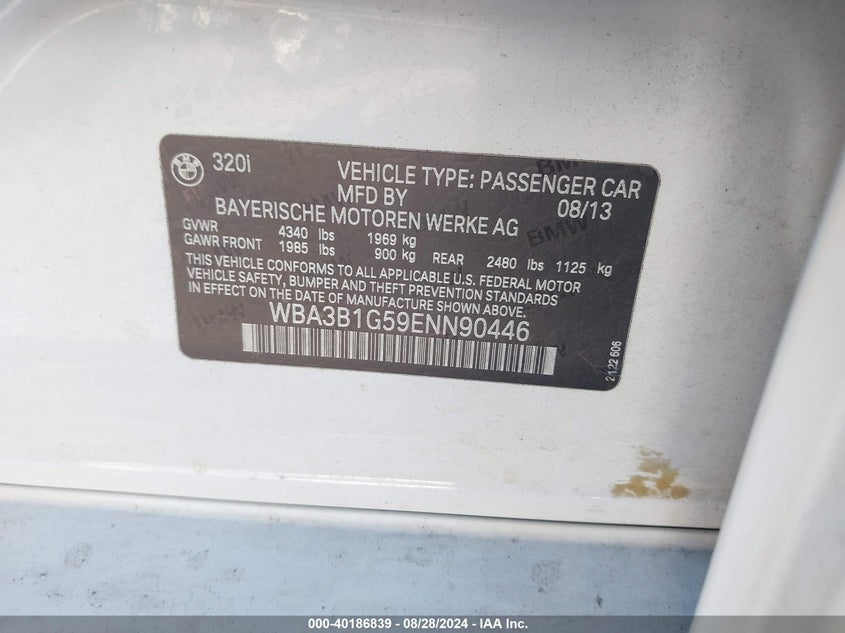 BMW 320i VEHICLE TYPE: PASSENGER CAR
MFD BY 08/13
BAYERISCHE MOTOREN WERKE AG
GVWR 4340 lbs 1969 kg
GAWR FRONT 1985 lbs 900 kg REAR 2480 lbs 1125 kg
THIS VEHICLE CONFORMS TO ALL APPLICABLE U.S. FEDERAL MOTOR
VEHICLE SAFETY, BUMPER AND THEFT PREVENTION STANDARDS
IN EFFECT ON THE DATE OF MANUFACTURE SHOWN ABOVE.
WBA3B1G59ENN90446
2 122 606
000-40186839 - 08/28/2024 - IAA Inc.